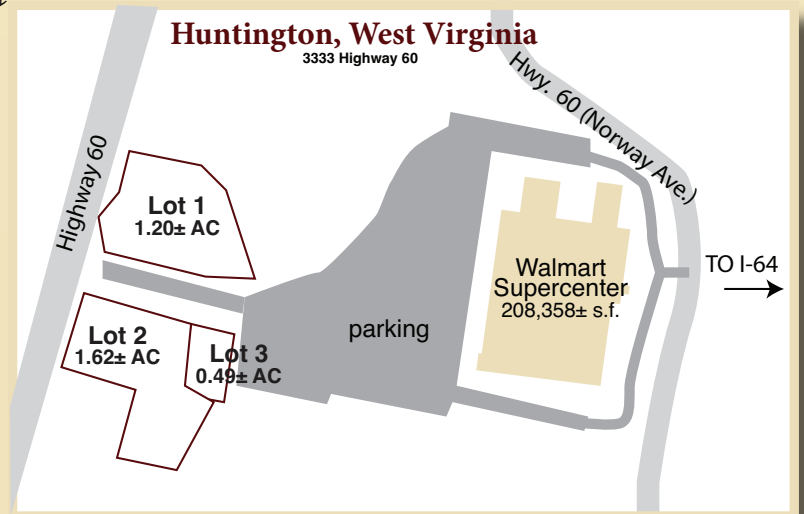 Huntington, West Virginia
3333 Highway 60
Hwy. 60 (Norway Ave.)
Highway 60
Lot 1
1.20± AC
TO I-64
Walmart
Supercenter
208,358± s.f.
parking
Lot 2
1.62± AC
Lot 3
0.49± AC